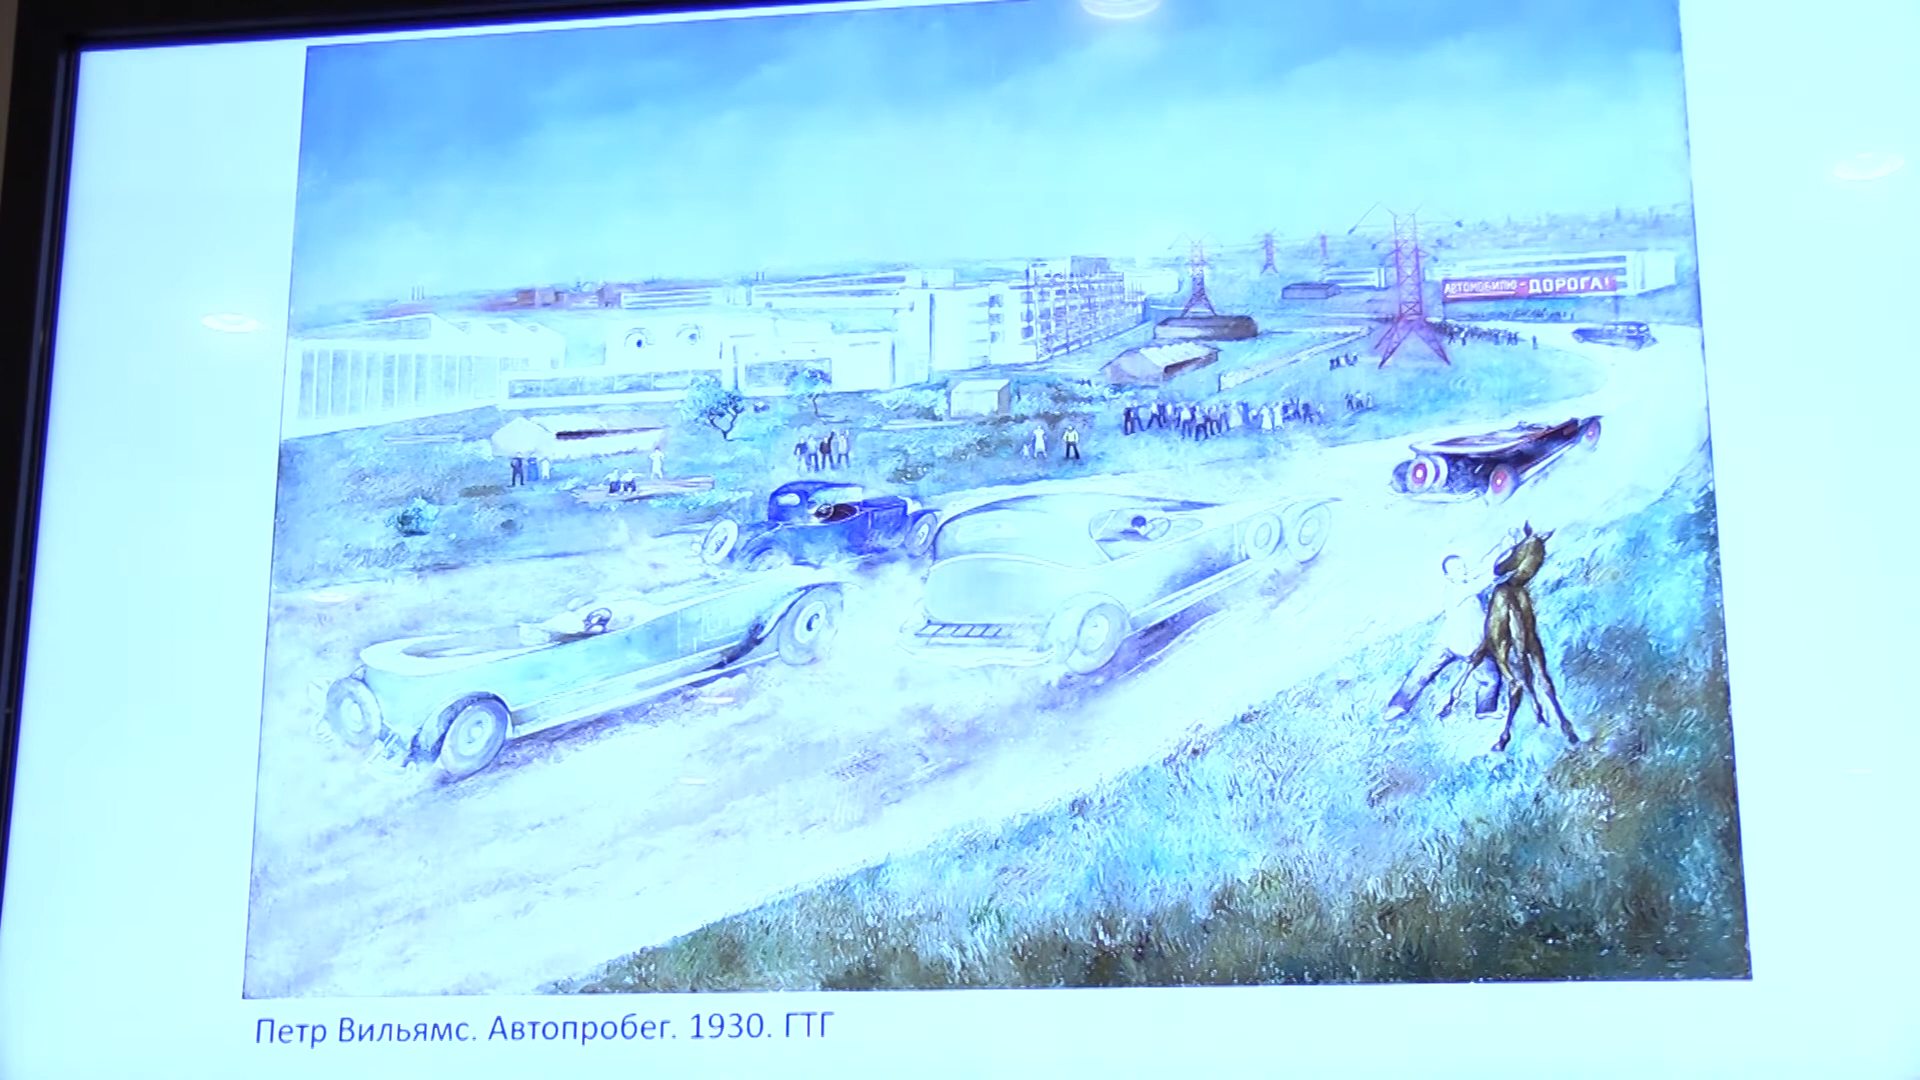 АВТОМОБИЛЮ-ДОРОГА!
Петр Вильямс. Автопробег. 1930. ГТГ